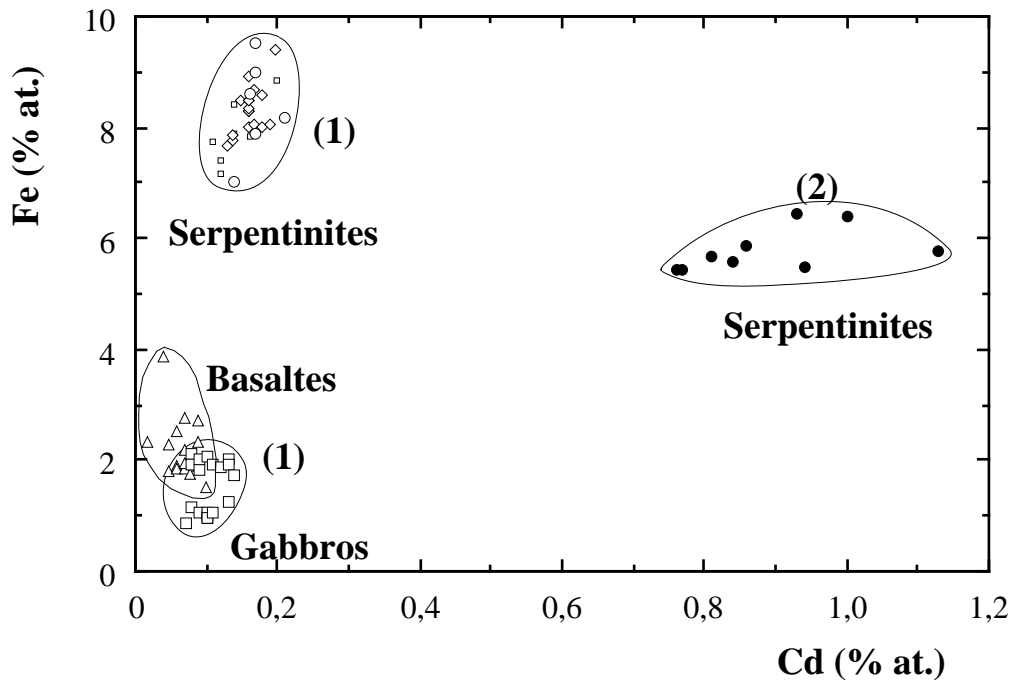 10
8
6
4
2
0
Fe (% at.)
(1)
Serpentinites
(2)
Serpentinites
Basaltes
(1)
Gabbros
0
0,2
0,4
0,6
0,8
1,0
1,2
Cd (% at.)